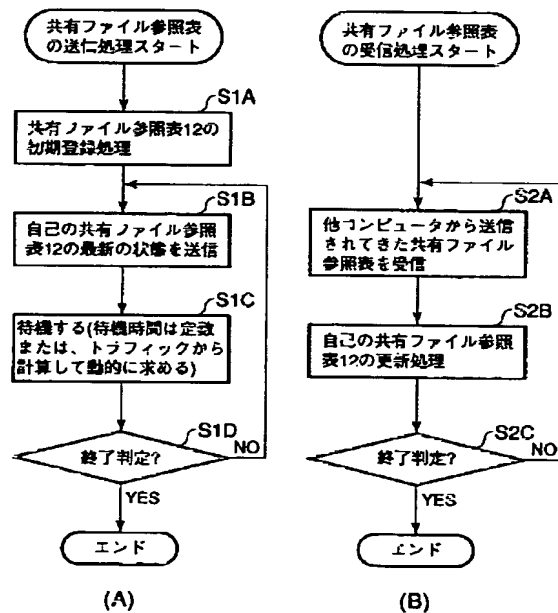 共有ファイル参照表
の送信処理スタート
S1A
共有ファイル参照表12の
初期登録処理
S1B
自己の共有ファイル参照
表12の最新の状態を送信
S1C
待機する(待機時間は定数
または、トラフィックから
計算して動的に求める)
S1D
終了判定?
NO
YES
エンド
(A)
共有ファイル参照表
の受信処理スタート
S2A
他コンピュータから送信
されてきた共有ファイル
参照表を受信
S2B
自己の共有ファイル参照
表12の更新処理
S2C
終了判定?
NO
YES
エンド
(B)